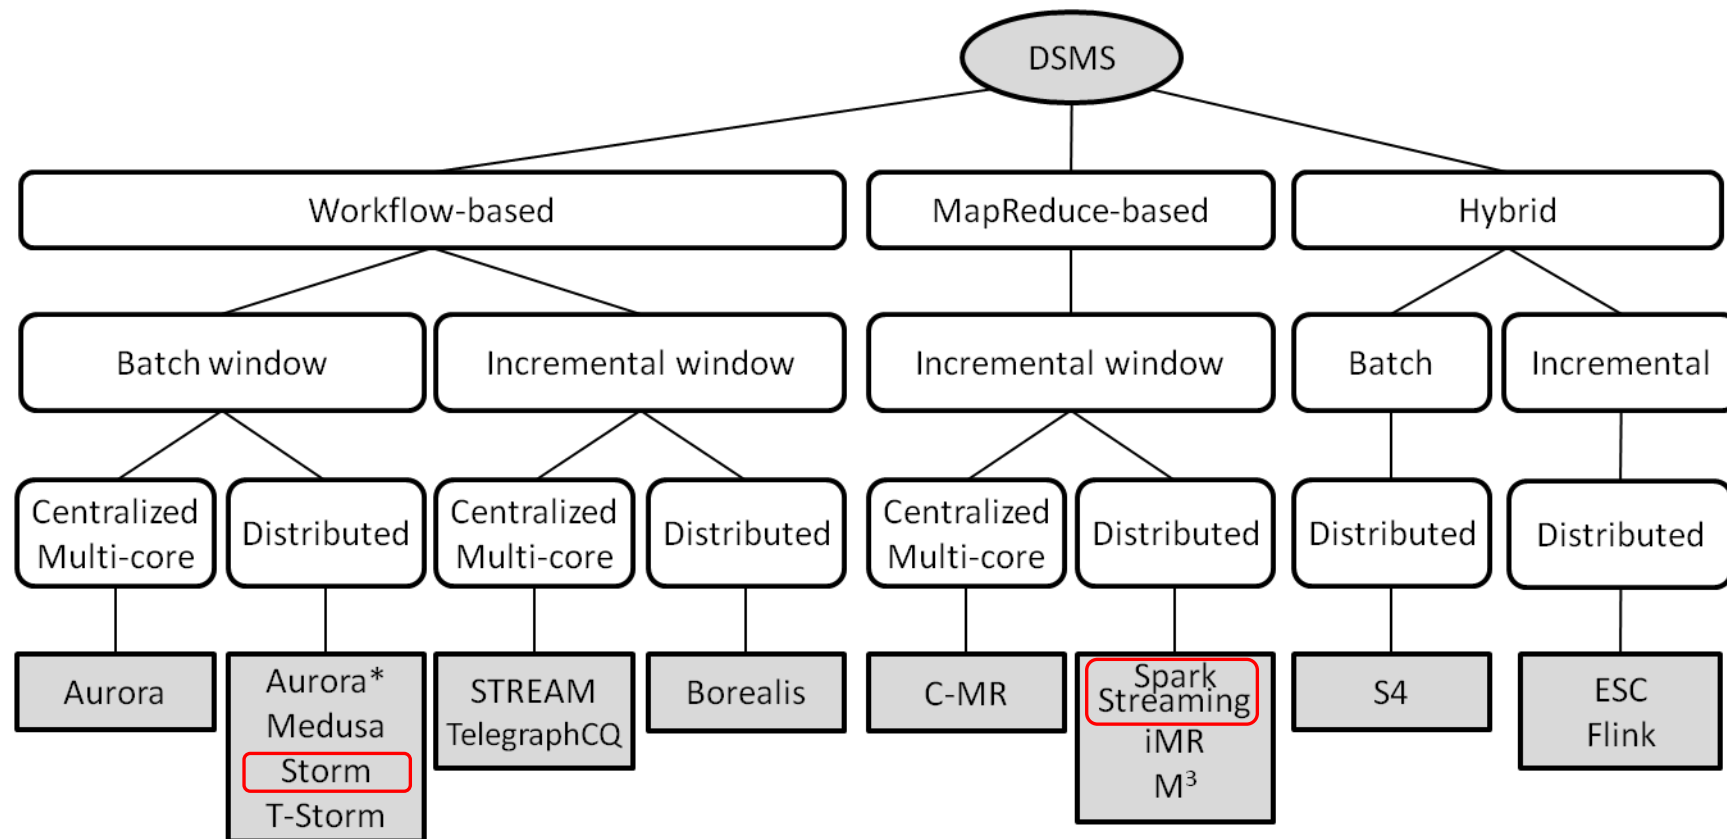 DSMS
Workflow-based
MapReduce-based
Hybrid
Batch window
Incremental window
Incremental window
Batch
Incremental
Centralized
Multi-core
Distributed
Centralized
Multi-core
Distributed
Centralized
Multi-core
Distributed
Distributed
Distributed
Aurora
Aurora*
Medusa
Storm
T-Storm
STREAM
TelegraphCQ
Borealis
C-MR
Spark
Streaming
iMR
M³
S4
ESC
Flink